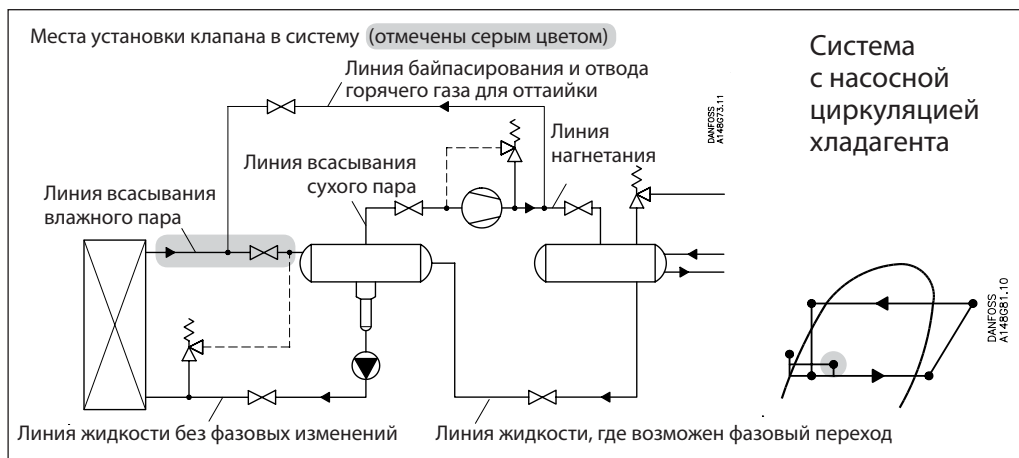 Места установки клапана в систему (отмечены серым цветом)
Линия байпасирования и отвода
горячего газа для оттаийки
Линия
нагнетания
Линия всасывания
сухого пара
Линия всасывания
влажного пара
Линия жидкости без фазовых изменений
Линия жидкости, где возможен фазовый переход
DANFOSS
A148G73.11
Система
с насосной
циркуляцией
хладагента
DANFOSS
A148G81.10